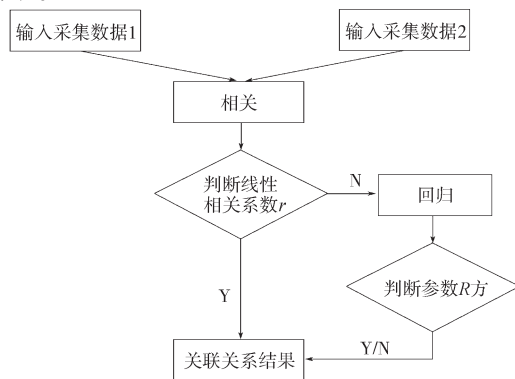 输入采集数据1
输入采集数据2
相关
判断线性
相关系数r
N
回归
Y
判断参数R方
Y/N
关联关系结果